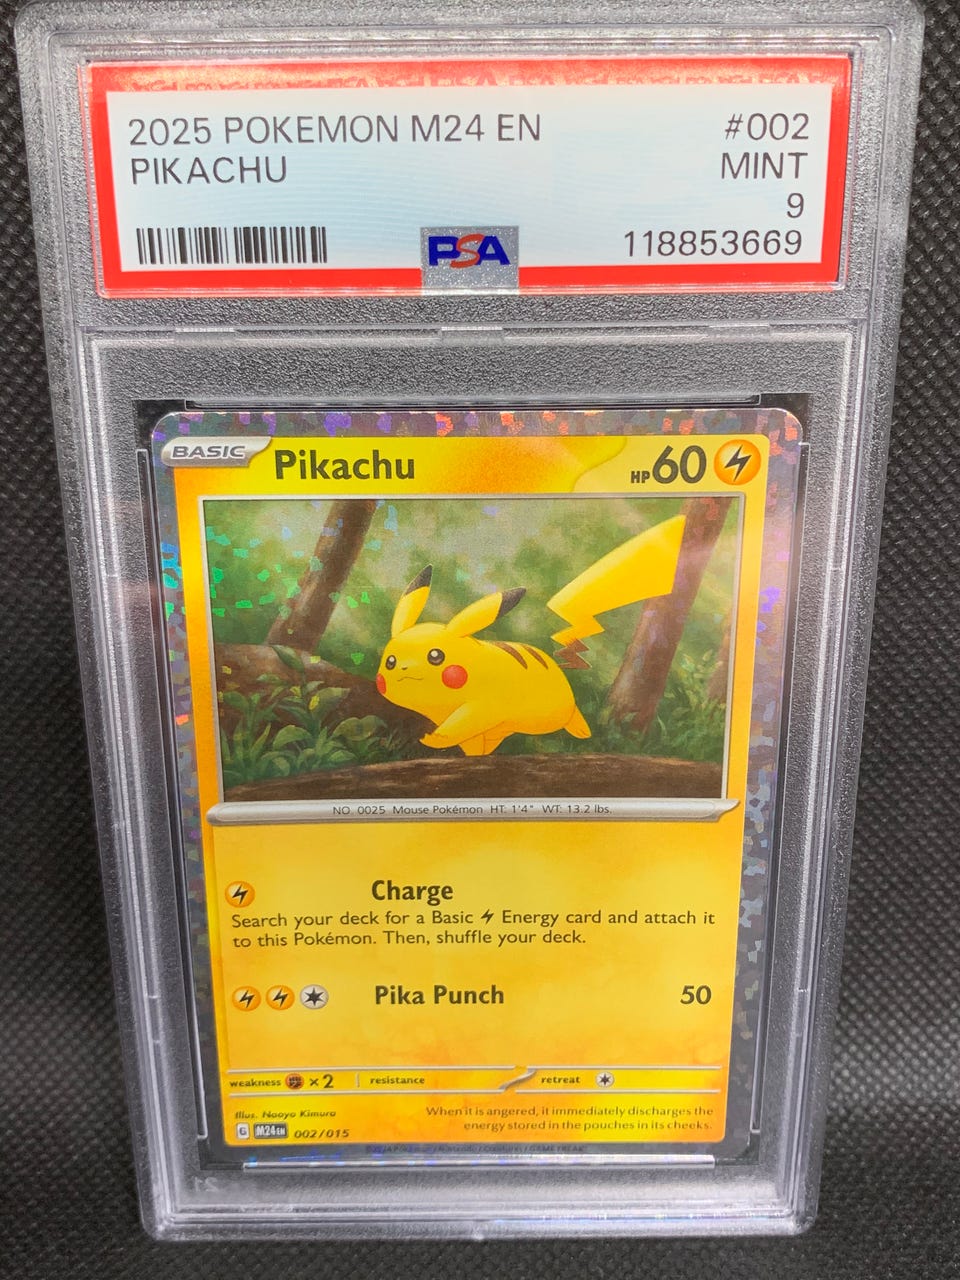 2025 POKEMON M24 EN
#002
PIKACHU
MINT
9
PSA
118853669
BASIC
Pikachu
HP 60
NO. 0025 Mouse Pokémon HT: 1'4" WT: 13.2 lbs.
Charge
Search your deck for a Basic Energy card and attach it
to this Pokémon. Then, shuffle your deck.
Pika Punch 50
weakness ×2 resistance retreat
Illus. Naoyo Kimura
When it is angered, it immediately discharges the
energy stored in the pouches in its cheeks.
G M24 EN 002/015